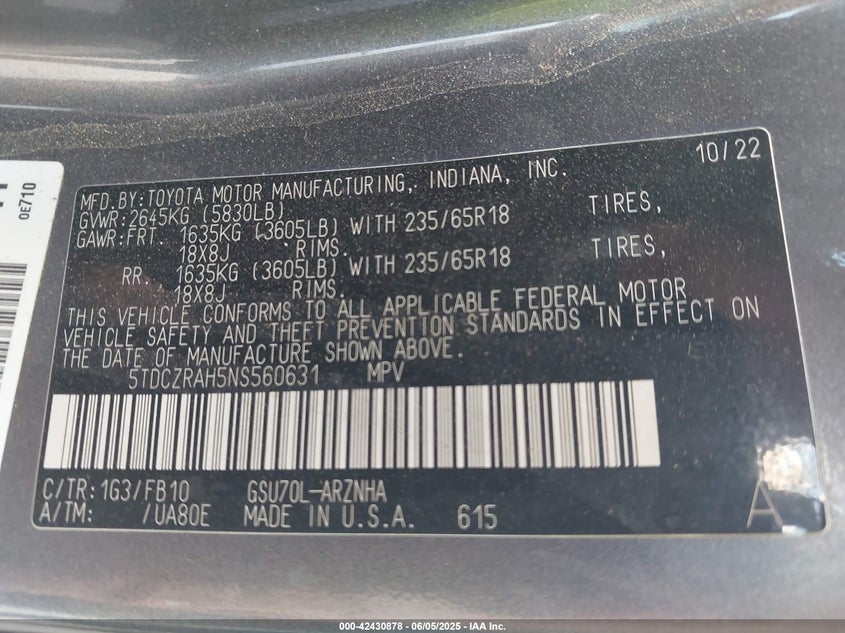 10/22
MFD.BY:TOYOTA MOTOR MANUFACTURING, INDIANA, INC.
GVWR:2645KG (5830LB)
GAWR:FRT. 1635KG (3605LB) WITH 235/65R18 TIRES,
18X8J RIMS.
RR. 1635KG (3605LB) WITH 235/65R18 TIRES,
18X8J RIMS.
THIS VEHICLE CONFORMS TO ALL APPLICABLE FEDERAL MOTOR
VEHICLE SAFETY AND THEFT PREVENTION STANDARDS IN EFFECT ON
THE DATE OF MANUFACTURE SHOWN ABOVE.
5TDCZRAH5NS560631 MPV
C/TR:1G3/FB10 GSU70L-ARZNHA
A/TM: /UA80E MADE IN U.S.A. 615
A
0E710
000-42430878 - 06/05/2025 - IAA Inc.